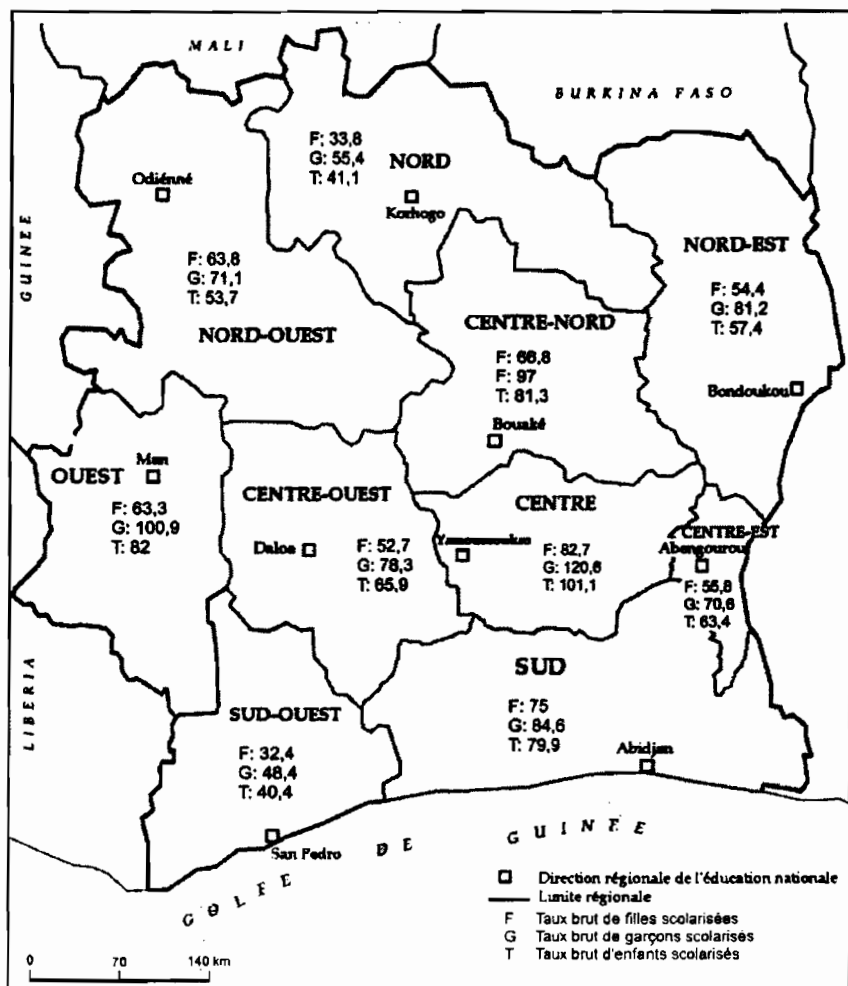 MALI
BURKINA FASO
F: 33,8
G: 55,4
T: 41,1
NORD
Korhogo
Odiénné
GUINEE
F: 63,8
G: 71,1
T: 53,7
NORD-OUEST
NORD-EST
F: 54,4
G: 81,2
T: 57,4
Bondoukou
CENTRE-NORD
F: 66,8
F: 97
T: 81,3
Bouaké
OUEST
Man
F: 63,3
G: 100,9
T: 82
CENTRE-OUEST
Daloa
F: 52,7
G: 78,3
T: 65,9
CENTRE
Yamoussoukro
F: 82,7
G: 120,6
T: 101,1
CENTRE-EST
Abengourou
F: 55,8
G: 70,6
T: 63,4
LIBERIA
SUD-OUEST
F: 32,4
G: 48,4
T: 40,4
San Pedro
SUD
F: 75
G: 84,6
T: 79,9
Abidjan
GOLFE DE GUINEE
Direction régionale de l'éducation nationale
Limite régionale
F Taux brut de filles scolarisées
G Taux brut de garçons scolarisés
T Taux brut d'enfants scolarisés
0 70 140 km